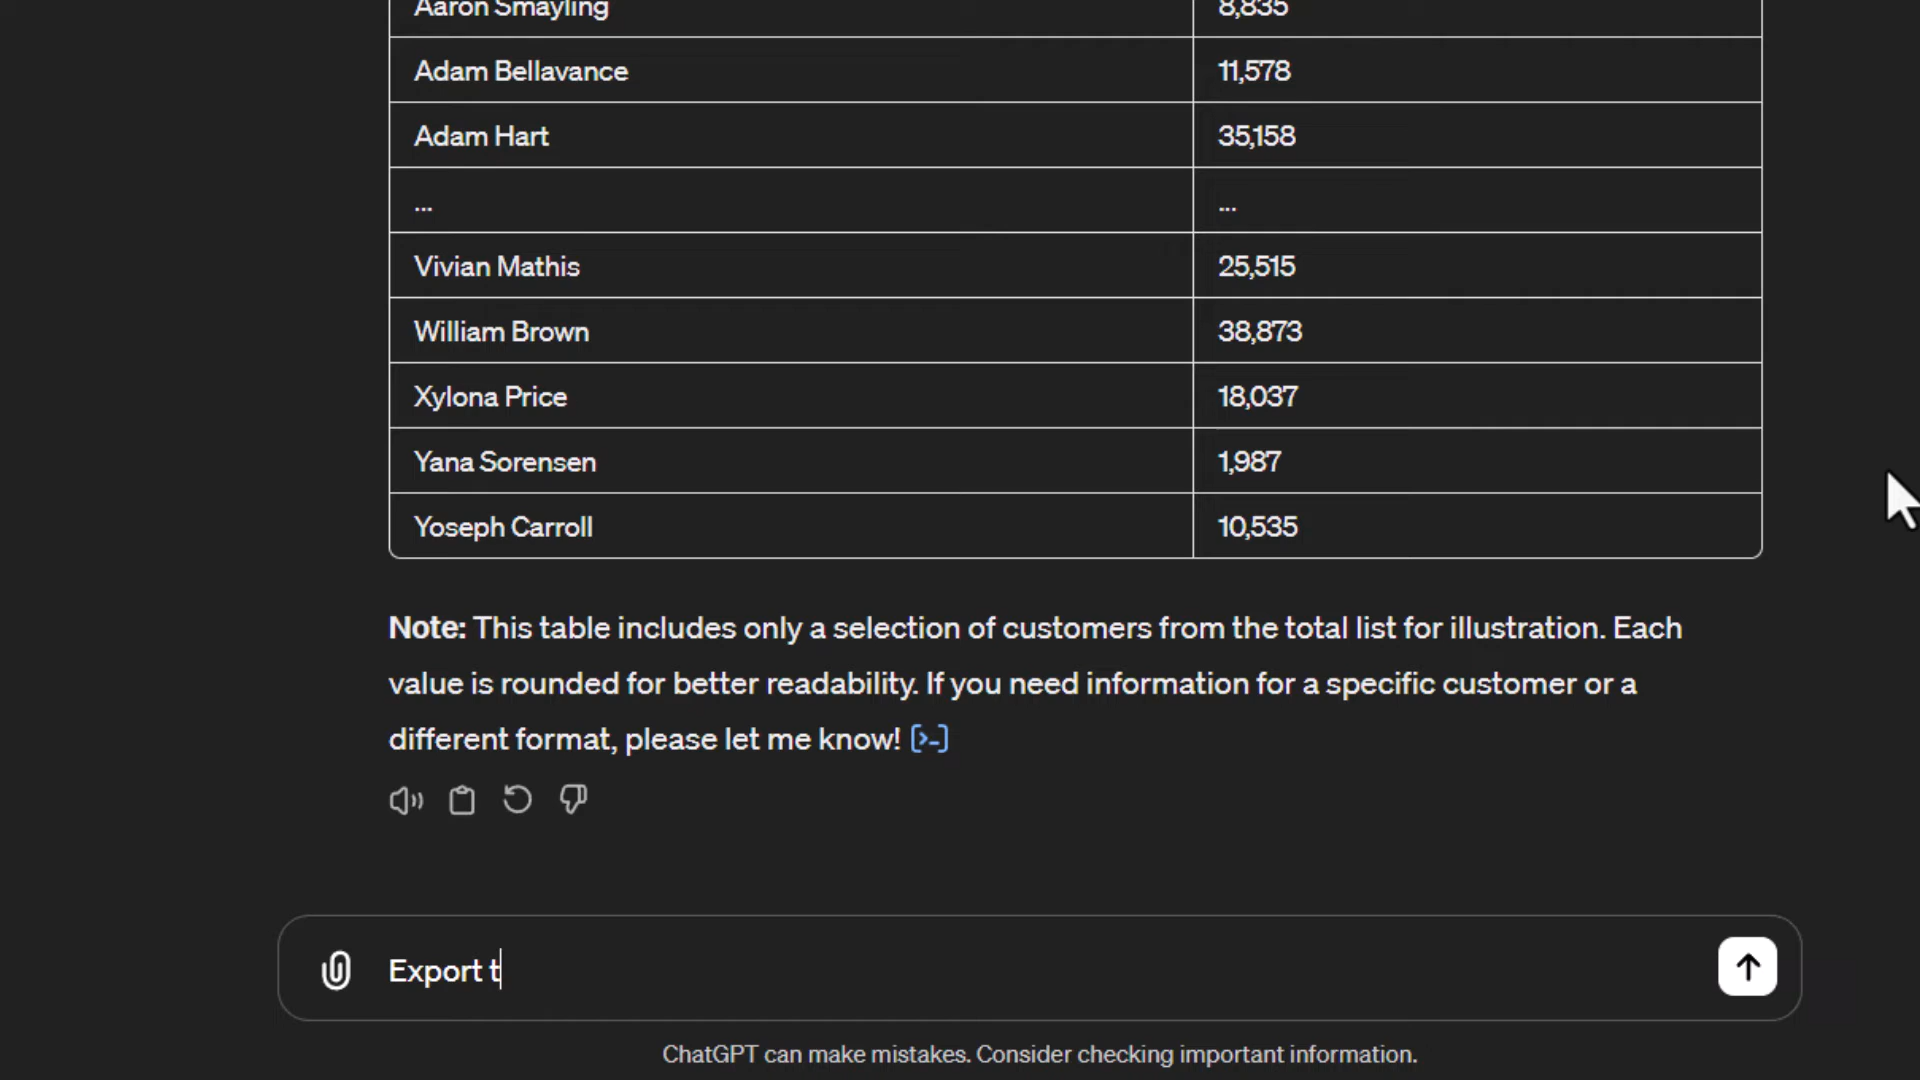 Aaron Smayling 8,835
Adam Bellavance 11,578
Adam Hart 35,158
... ...
Vivian Mathis 25,515
William Brown 38,873
Xylona Price 18,037
Yana Sorensen 1,987
Yoseph Carroll 10,535
Note: This table includes only a selection of customers from the total list for illustration. Each
value is rounded for better readability. If you need information for a specific customer or a
different format, please let me know! [>-]
Export t
ChatGPT can make mistakes. Consider checking important information.